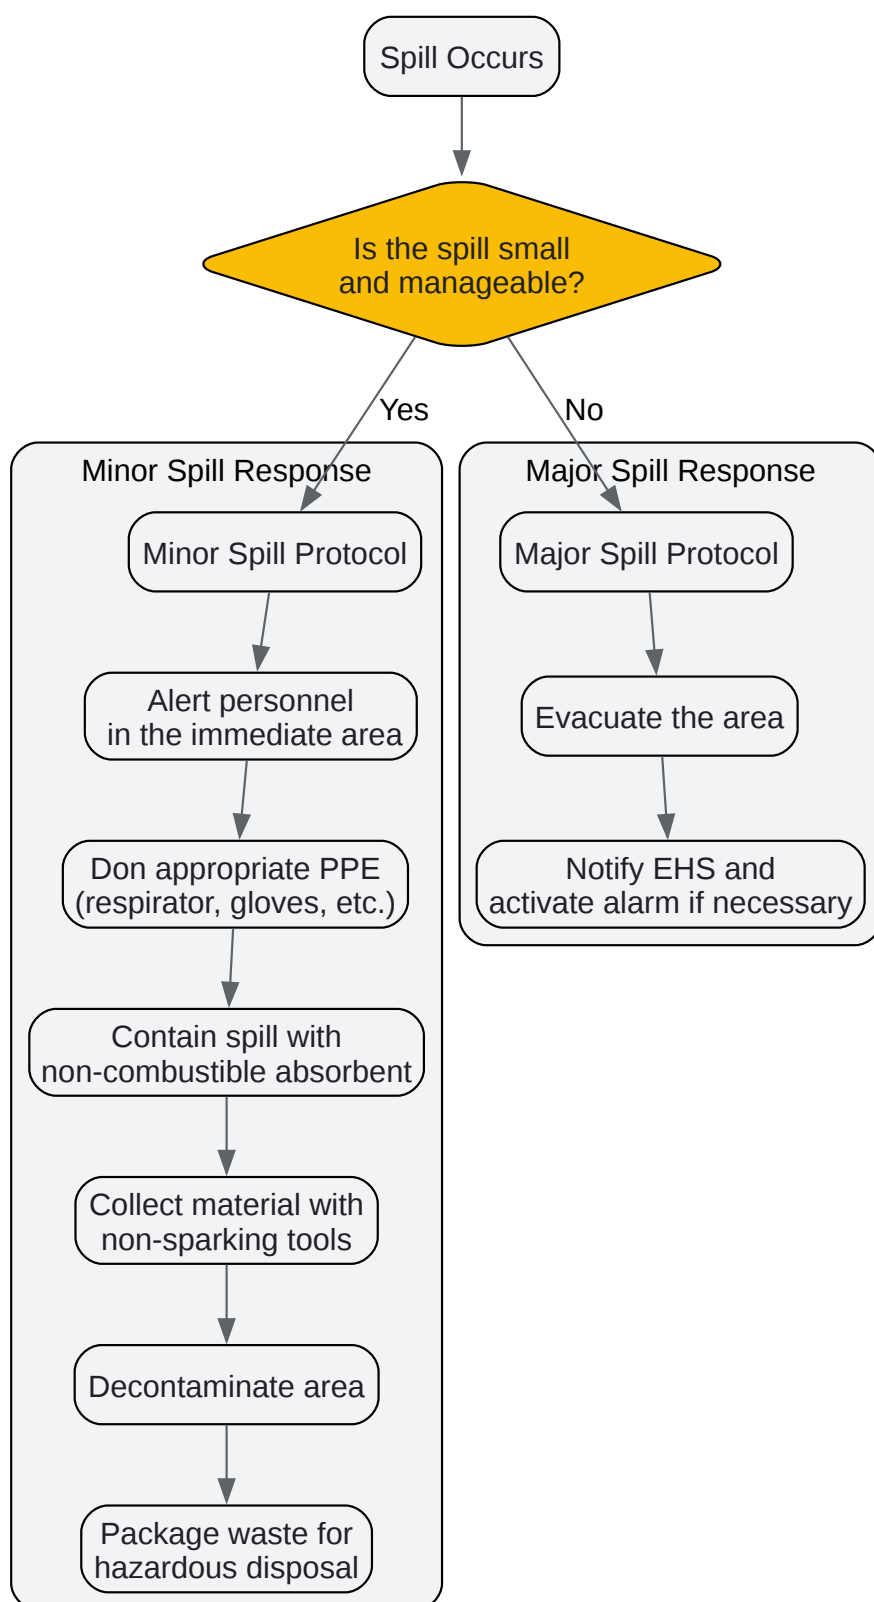 Spill Occurs
Is the spill small
and manageable?
Yes
No
Minor Spill Response
Minor Spill Protocol
Alert personnel
in the immediate area
Don appropriate PPE
(respirator, gloves, etc.)
Contain spill with
non-combustible absorbent
Collect material with
non-sparking tools
Decontaminate area
Package waste for
hazardous disposal
Major Spill Response
Major Spill Protocol
Evacuate the area
Notify EHS and
activate alarm if necessary